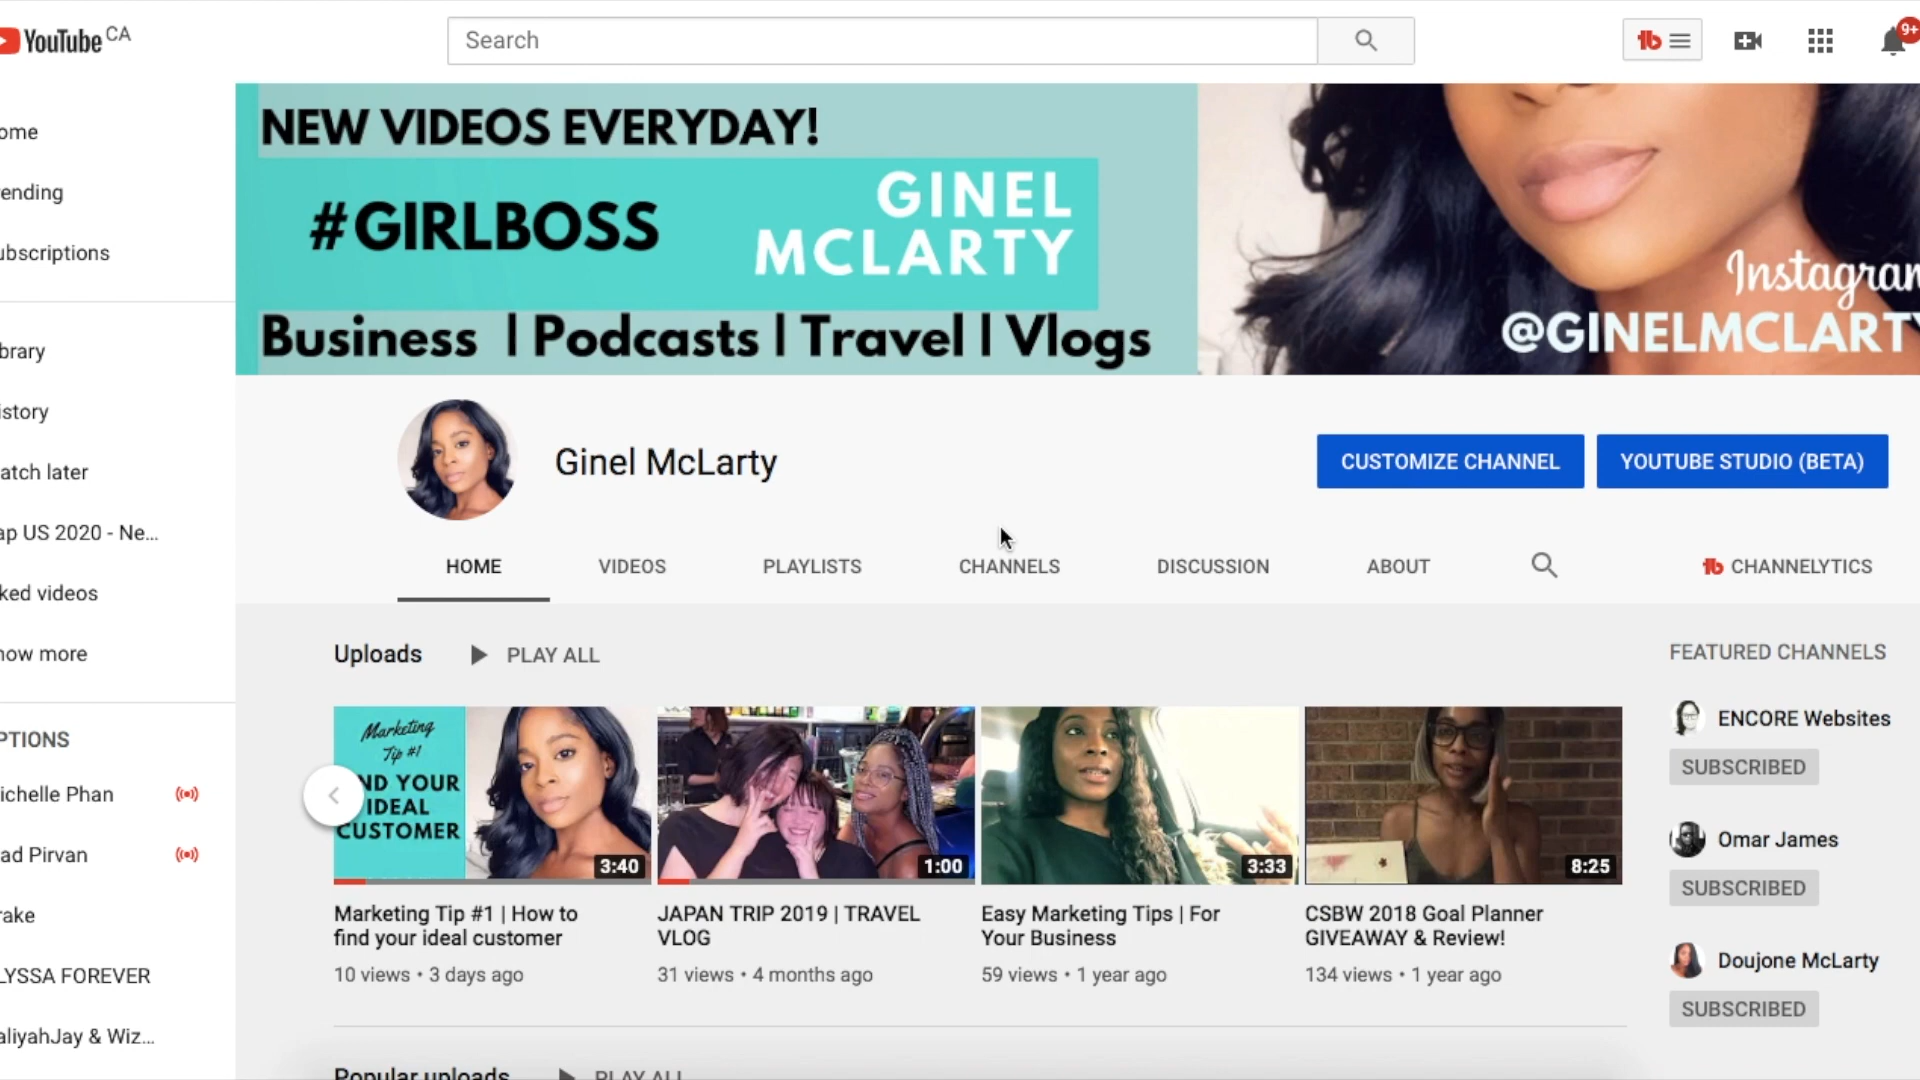 YouTube CA
Search
9+
ome
ending
ubscriptions
brary
istory
atch later
ap US 2020 - Ne...
ked videos
how more
PTIONS
ichelle Phan
ad Pirvan
rake
LYSSA FOREVER
aliyahJay & Wiz...
NEW VIDEOS EVERYDAY!
#GIRLBOSS
GINEL
MCLARTY
Business | Podcasts | Travel | Vlogs
Instagram
@GINELMCLARTY
Ginel McLarty
CUSTOMIZE CHANNEL
YOUTUBE STUDIO (BETA)
HOME
VIDEOS
PLAYLISTS
CHANNELS
DISCUSSION
ABOUT
CHANNELYTICS
Uploads
PLAY ALL
Marketing
Tip #1
ND YOUR
IDEAL
CUSTOMER
3:40
Marketing Tip #1 | How to
find your ideal customer
10 views • 3 days ago
1:00
JAPAN TRIP 2019 | TRAVEL
VLOG
31 views • 4 months ago
3:33
Easy Marketing Tips | For
Your Business
59 views • 1 year ago
8:25
CSBW 2018 Goal Planner
GIVEAWAY & Review!
134 views • 1 year ago
FEATURED CHANNELS
ENCORE Websites
SUBSCRIBED
Omar James
SUBSCRIBED
Doujone McLarty
SUBSCRIBED
Popular uploads
PLAY ALL